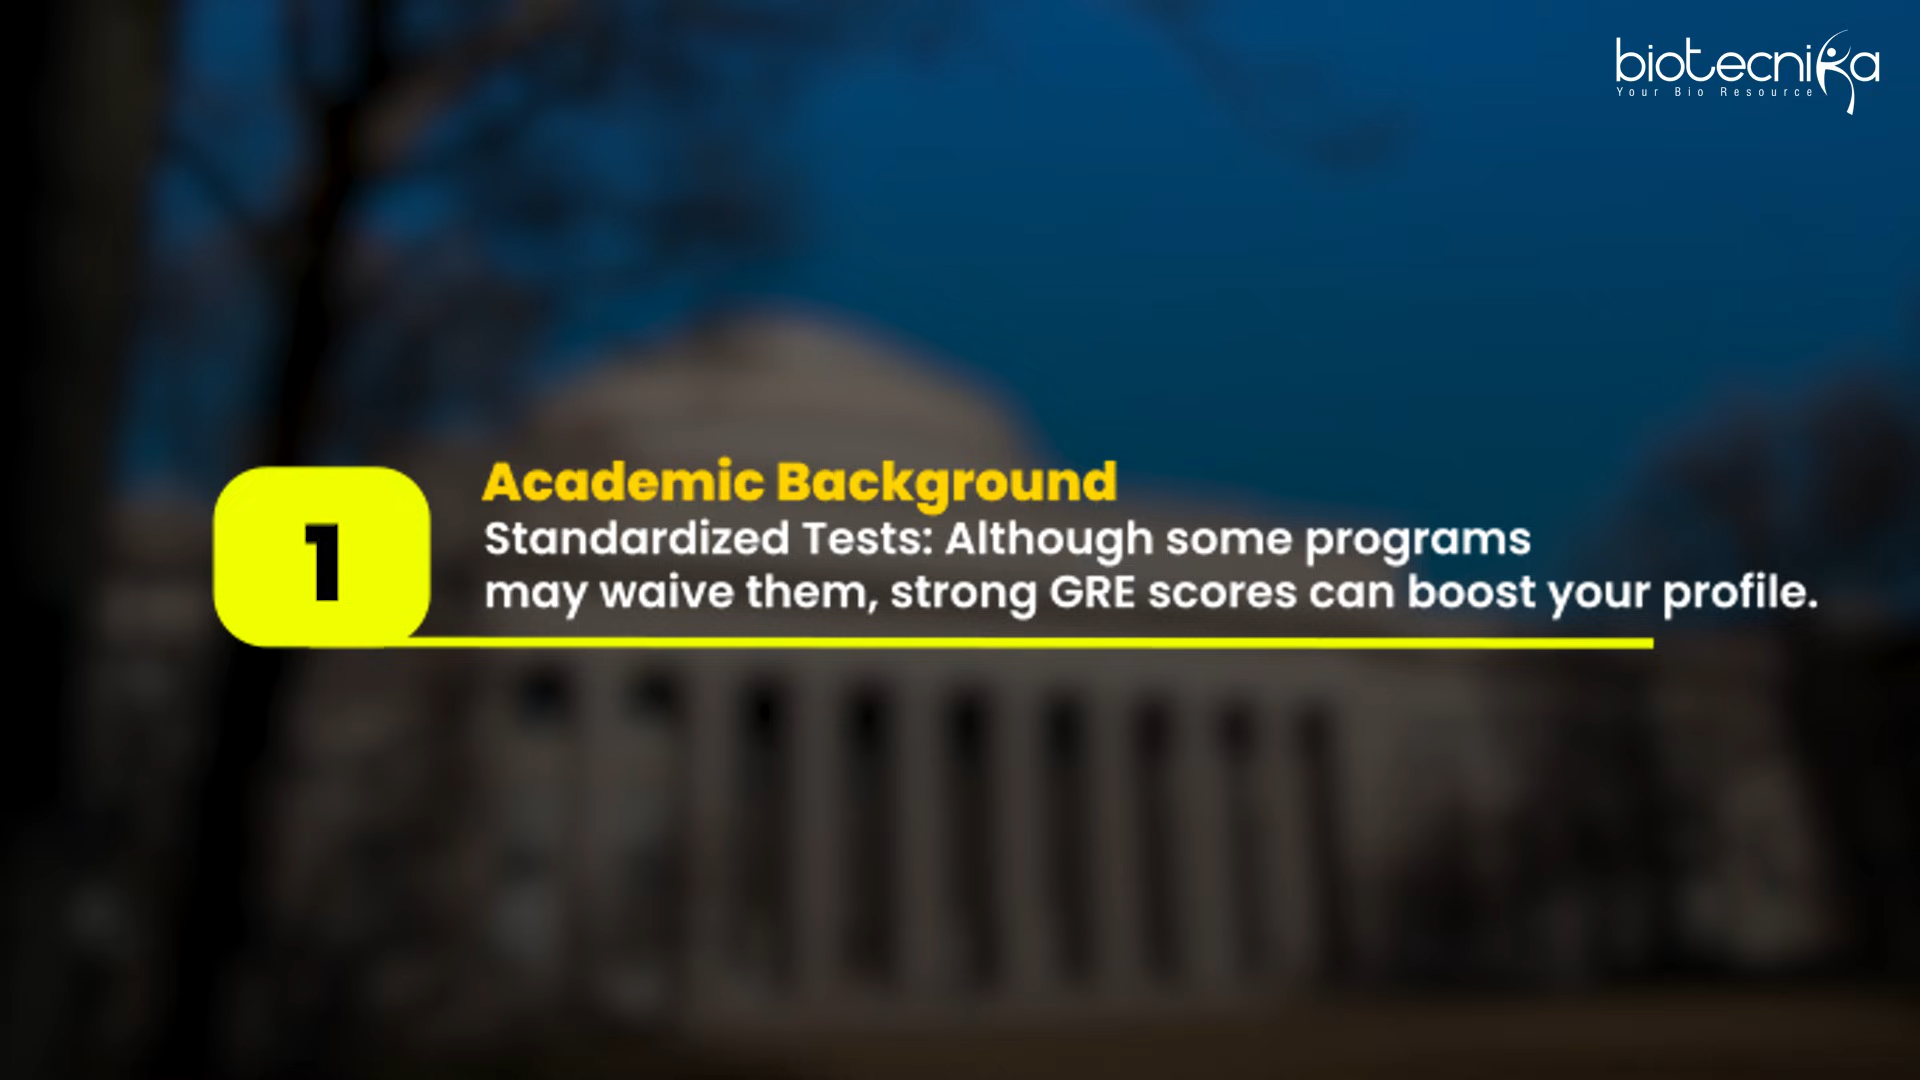 biotecnika
Your Bio Resource
1
Academic Background
Standardized Tests: Although some programs
may waive them, strong GRE scores can boost your profile.